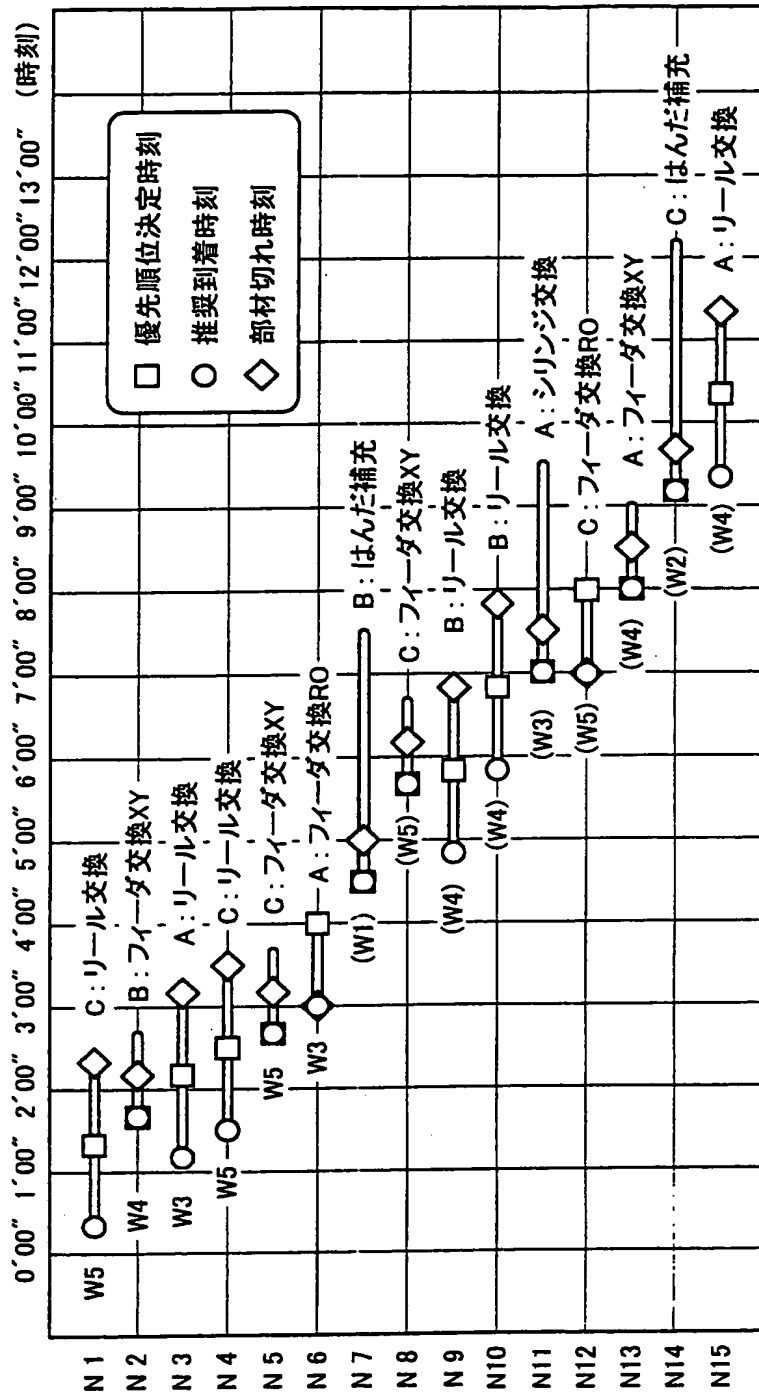 0′00″ 1′00″ 2′00″ 3′00″ 4′00″ 5′00″ 6′00″ 7′00″ 8′00″ 9′00″ 10′00″ 11′00″ 12′00″ 13′00″ (時刻)
優先順位決定時刻
推奨到着時刻
部材切れ時刻
N1 W5 C:リール交換
N2 W4 B:フィーダ交換XY
N3 W3 A:リール交換
N4 W5 C:リール交換
N5 W5 C:フィーダ交換XY
N6 W3 A:フィーダ交換RO
N7 (W1) B:はんだ補充
N8 (W5) C:フィーダ交換XY
N9 (W4) B:リール交換
N10 (W4) B:リール交換
N11 (W3) A:シリンジ交換
N12 (W5) C:フィーダ交換RO
N13 (W4) A:フィーダ交換XY
N14 (W2) C:はんだ補充
N15 (W4) A:リール交換